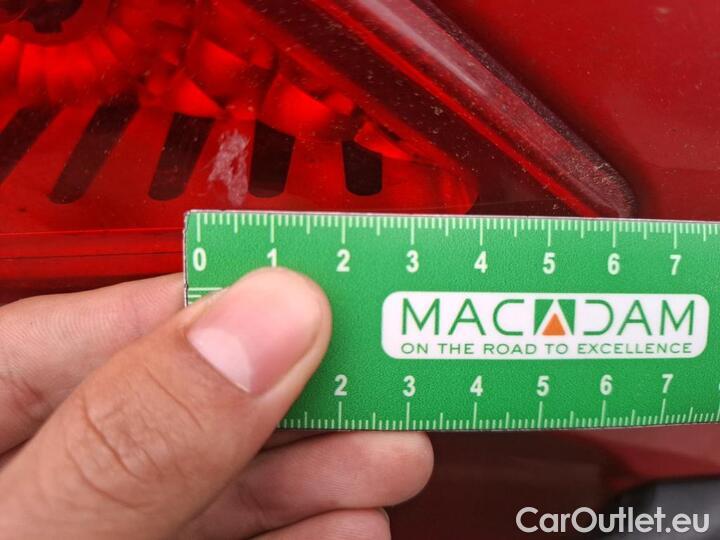 0 1 2 3 4 5 6 7
MACADAM
ON THE ROAD TO EXCELLENCE
2 3 4 5 6 7
CarOutlet.eu